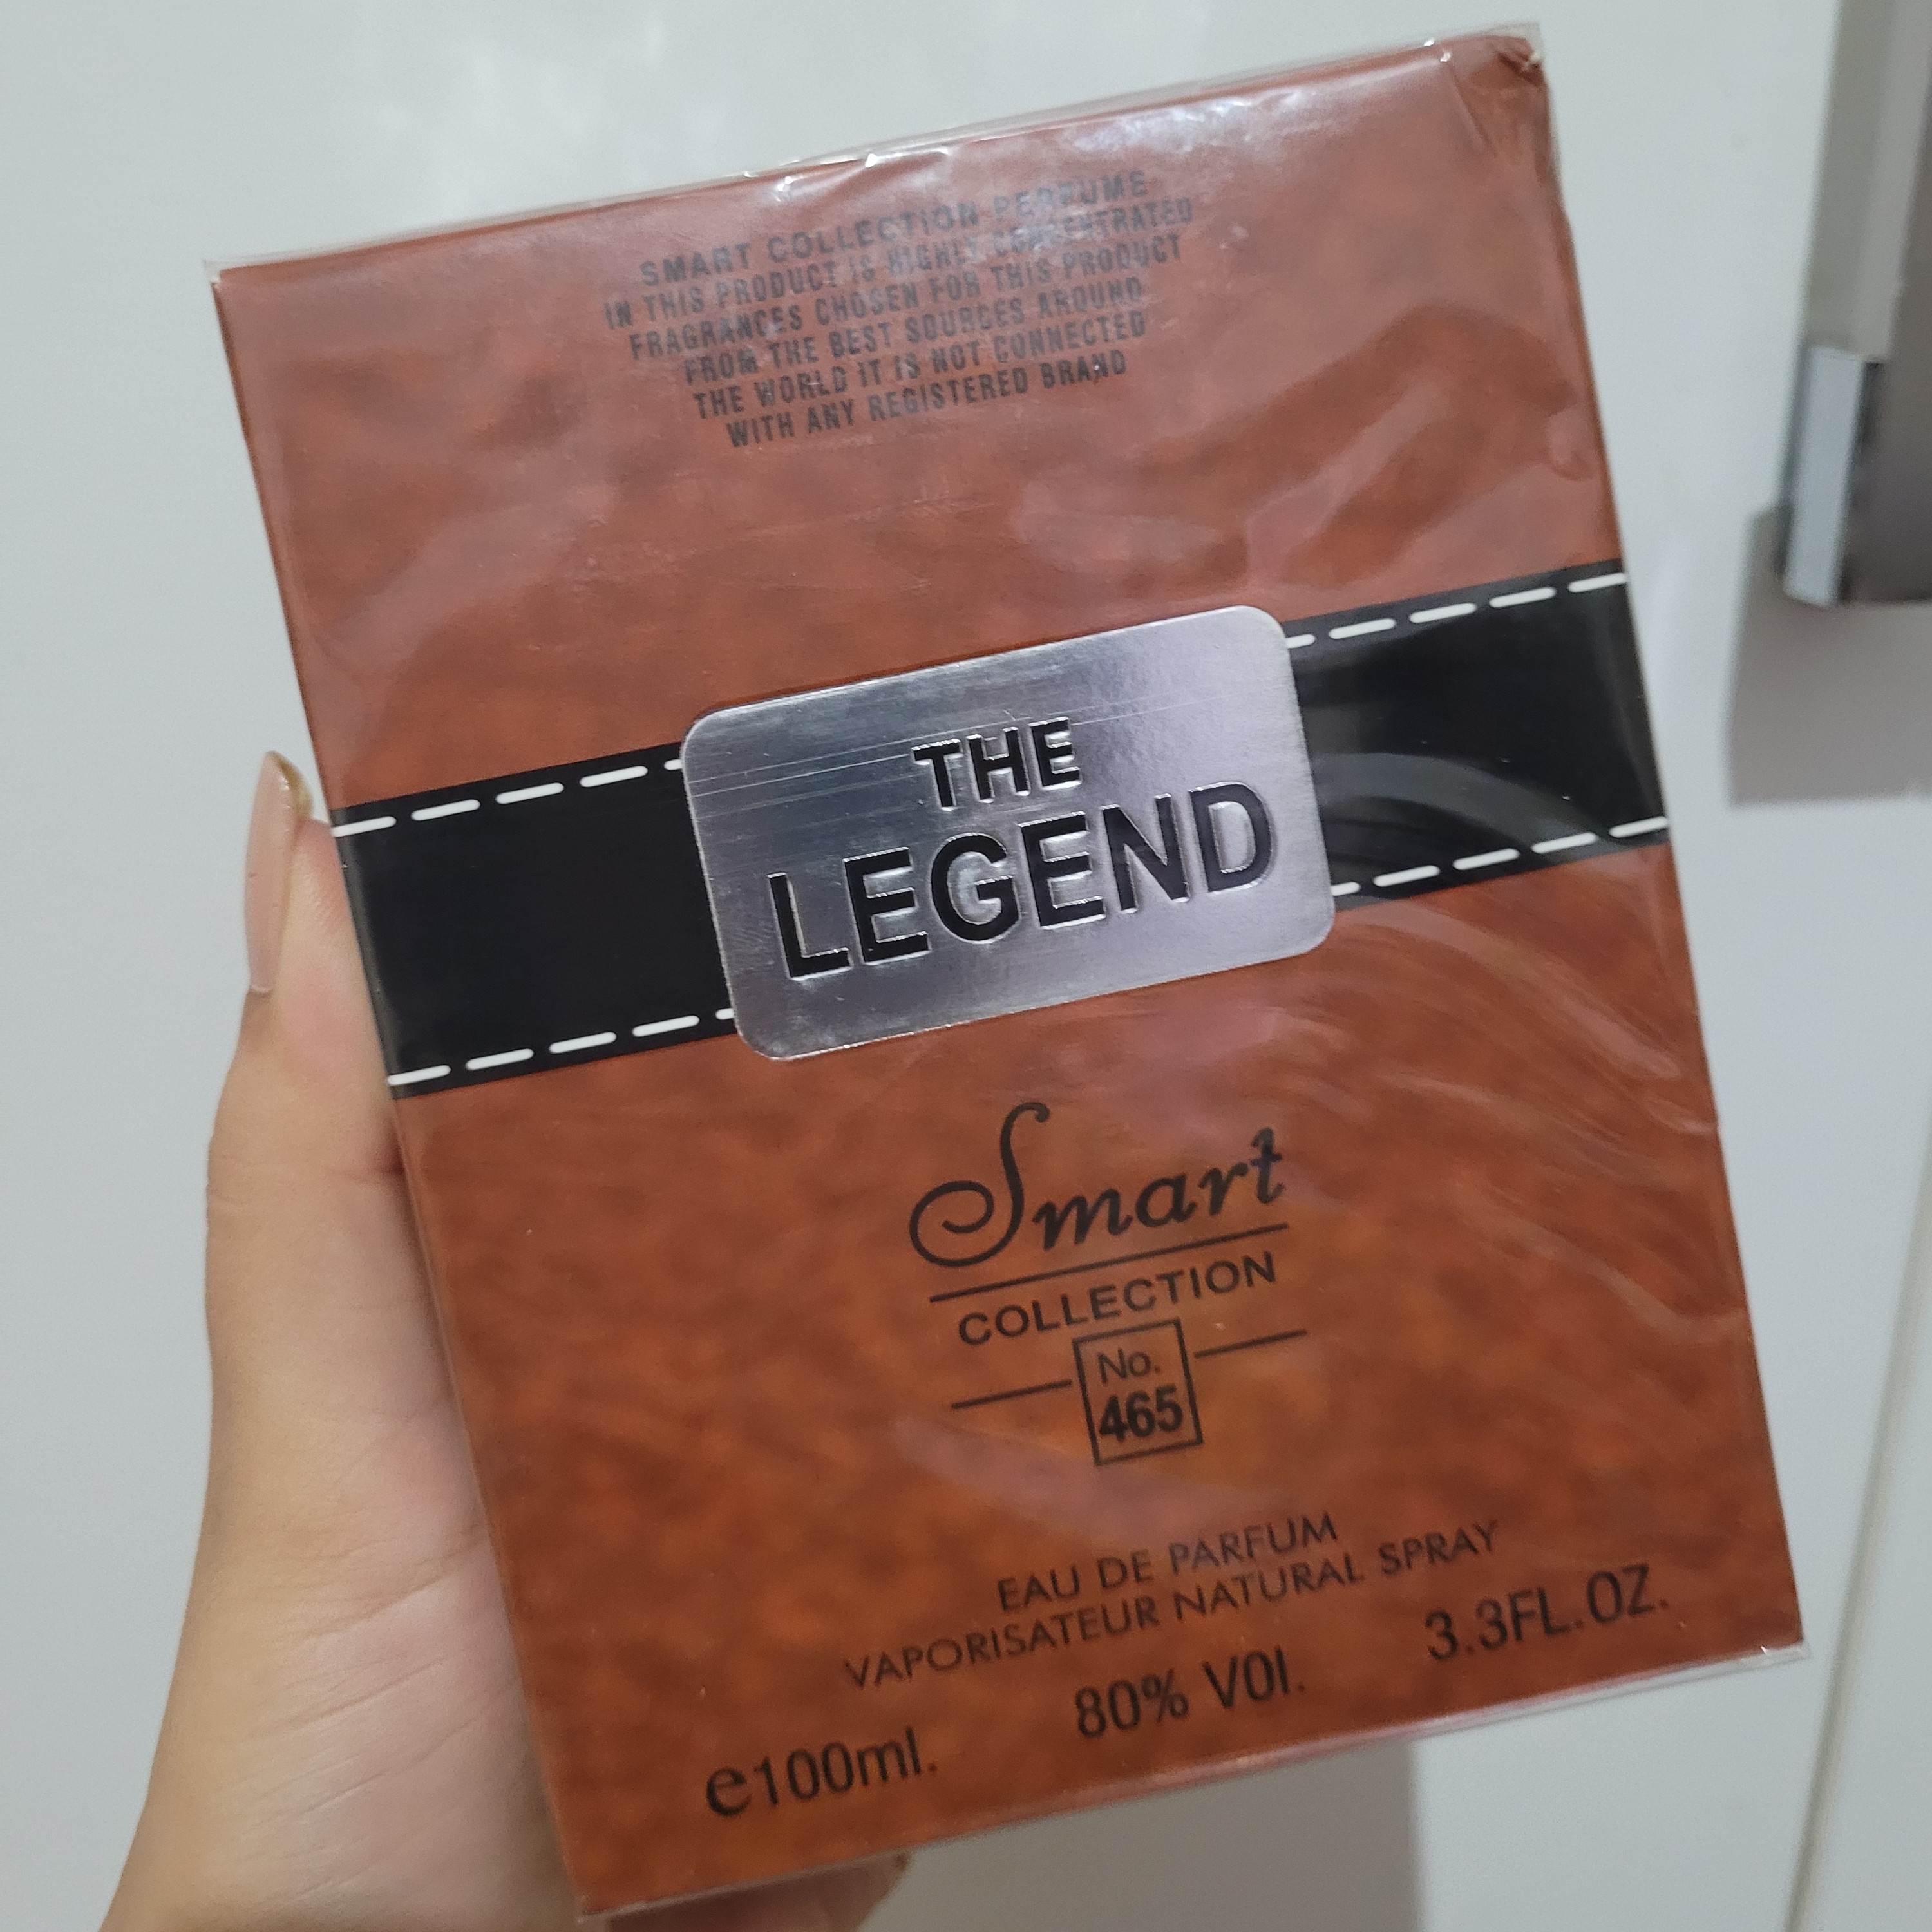 SMART COLLECTION PERFUME
IN THIS PRODUCT IS HIGHLY CONCENTRATED
FRAGRANCES CHOSEN FOR THIS PRODUCT
FROM THE BEST SOURCES AROUND
THE WORLD IT IS NOT CONNECTED
WITH ANY REGISTERED BRAND
THE
LEGEND
Smart
COLLECTION
No.
465
EAU DE PARFUM
VAPORISATEUR NATURAL SPRAY
e100ml. 80% VOl. 3.3FL.OZ.